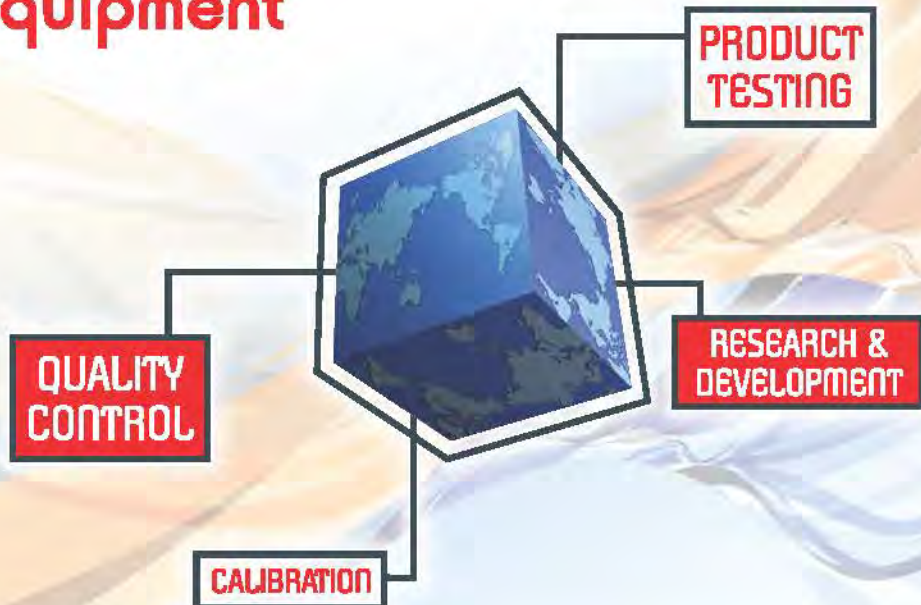 quipment
PRODUCT
TESTING
QUALITY
CONTROL
RESEARCH &
DEVELOPMENT
CALIBRATION